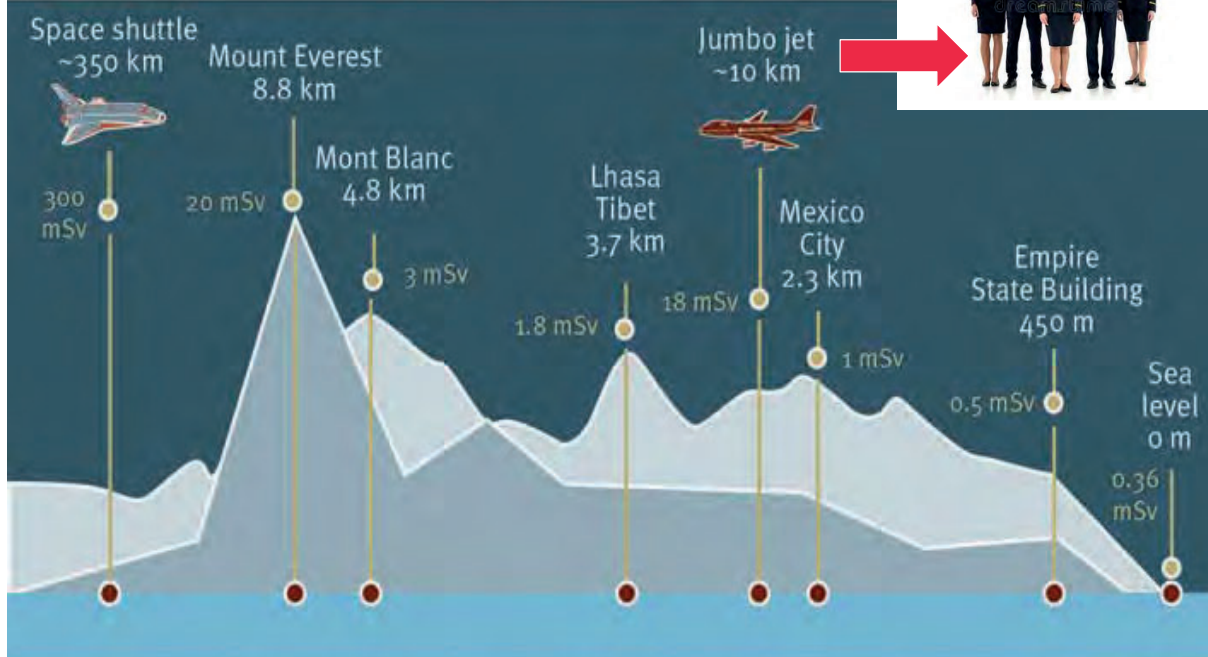 Space shuttle
~350 km
300
mSv
Mount Everest
8.8 km
20 mSv
Mont Blanc
4.8 km
3 mSv
Lhasa
Tibet
3.7 km
1.8 mSv
Jumbo jet
~10 km
18 mSv
Mexico
City
2.3 km
1 mSv
Empire
State Building
450 m
0.5 mSv
Sea
level
0 m
0.36
mSv
dreamstime